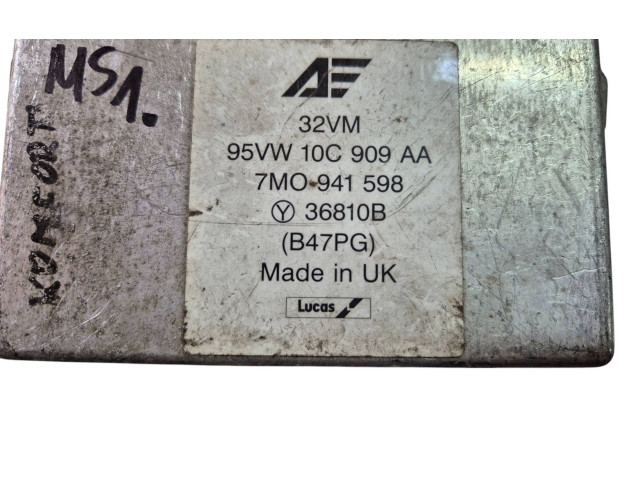 MS1.
KOMFORT
AE
32VM
95VW 10C 909 AA
7MO 941 598
Ⓨ 36810B
(B47PG)
Made in UK
Lucas